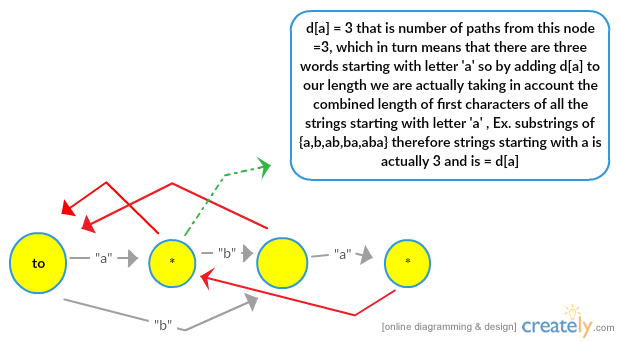 d[a] = 3 that is number of paths from this node
=3, which in turn means that there are three
words starting with letter 'a' so by adding d[a] to
our length we are actually taking in account the
combined length of first characters of all the
strings starting with letter 'a' , Ex. substrings of
{a,b,ab,ba,aba} therefore strings starting with a is
actually 3 and is = d[a]
to
"a"
*
"b"
"a"
*
"b"
[online diagramming & design] creately.com